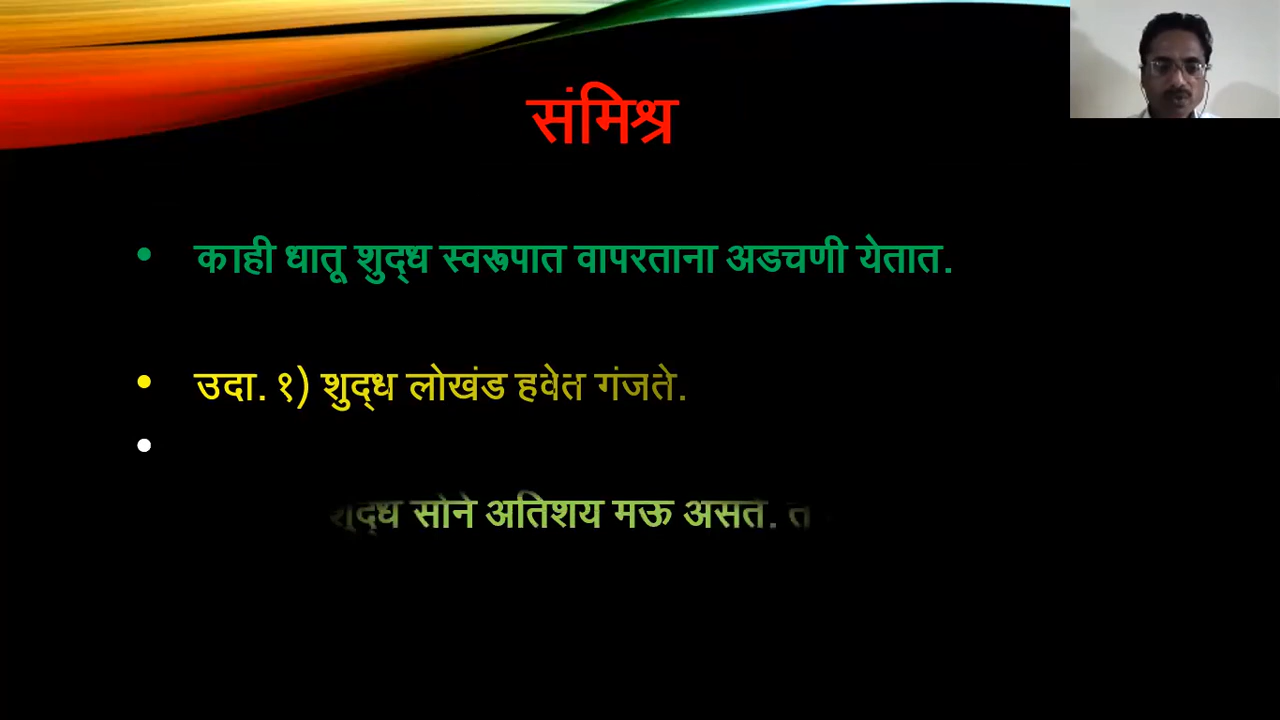 संमिश्र
काही धातू शुद्ध स्वरूपात वापरताना अडचणी येतात.
उदा. १) शुद्ध लोखंड हवेत गंजते.
शुद्ध सोने अतिशय मऊ असते.